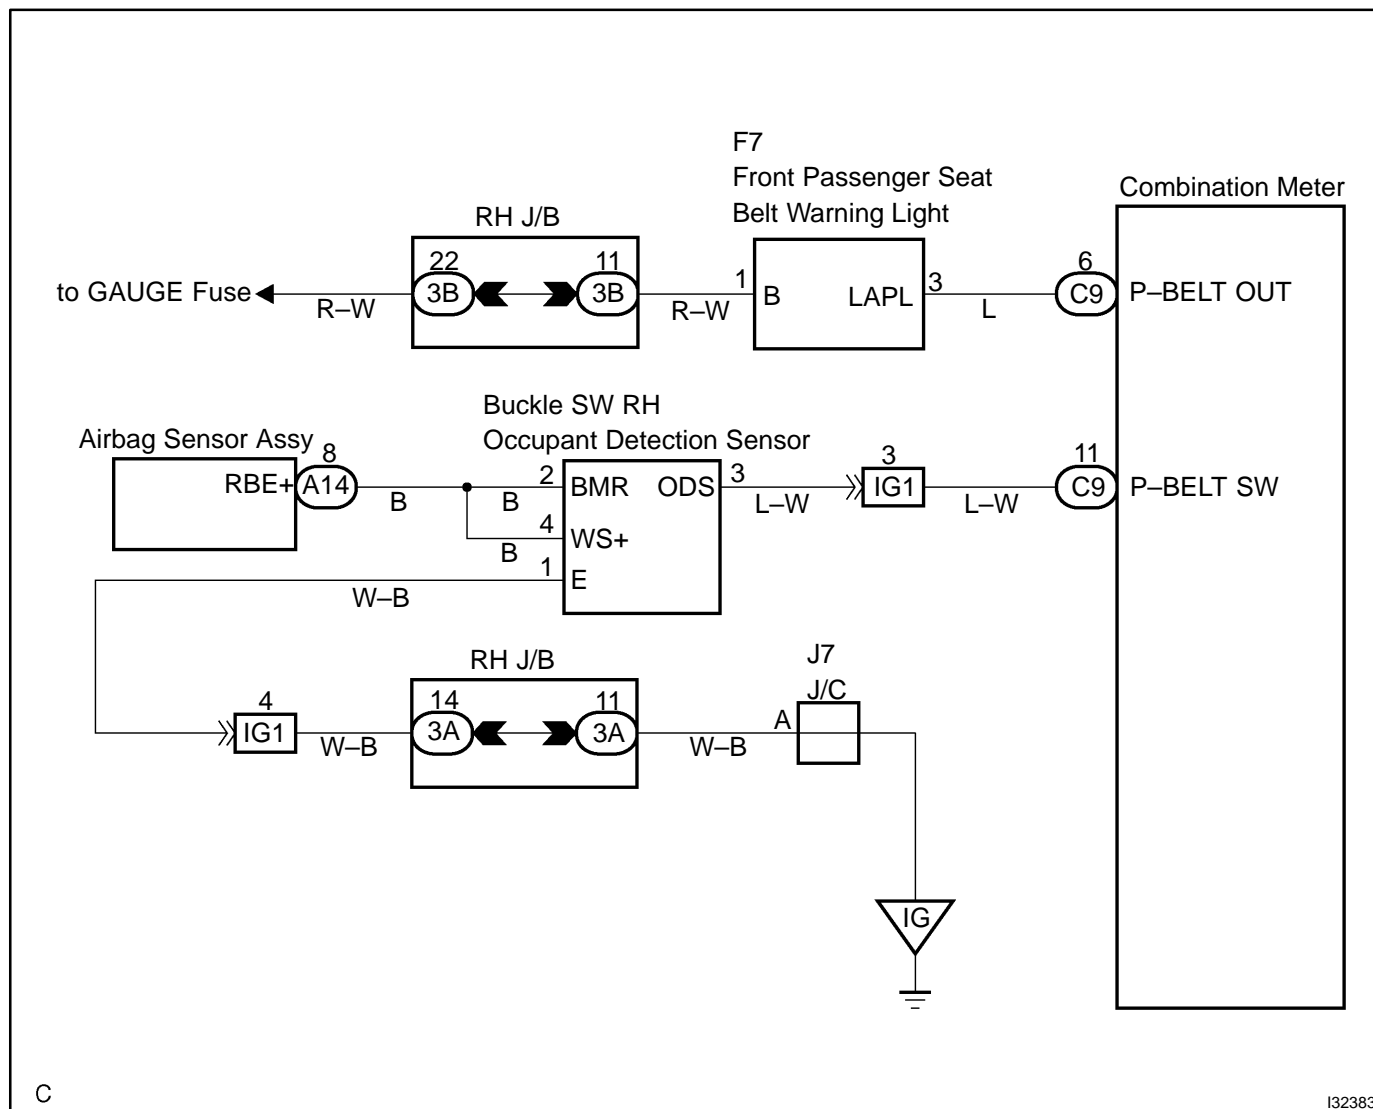 F7
Front Passenger Seat
Belt Warning Light
Combination Meter
RH J/B
22
11
3B
3B
to GAUGE Fuse
R–W
R–W
1
B
LAPL
3
L
6
C9
P–BELT OUT
Buckle SW RH
Occupant Detection Sensor
Airbag Sensor Assy
8
RBE+
A14
B
B
2
BMR
ODS
3
L–W
3
IG1
L–W
11
C9
P–BELT SW
4
WS+
B
1
E
W–B
RH J/B
J7
J/C
4
IG1
W–B
14
3A
11
3A
W–B
A
IG
C
I32383